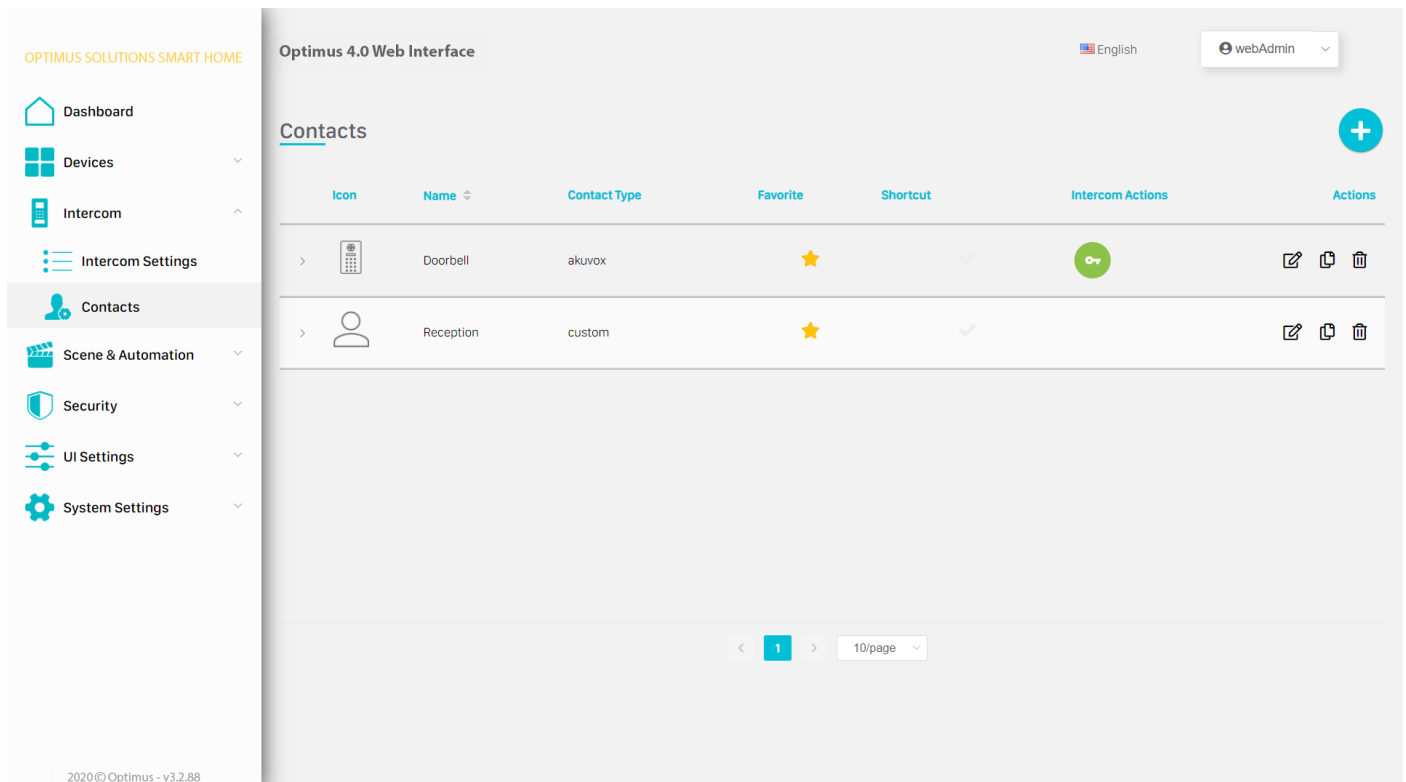 OPTIMUS SOLUTIONS SMART HOME
Dashboard
Devices
Intercom
Intercom Settings
Contacts
Scene & Automation
Security
UI Settings
System Settings
2020 © Optimus - v3.2.88
Optimus 4.0 Web Interface
English
webAdmin
Contacts
Icon Name Contact Type Favorite Shortcut Intercom Actions Actions
Doorbell akuvox
Reception custom
1 10/page